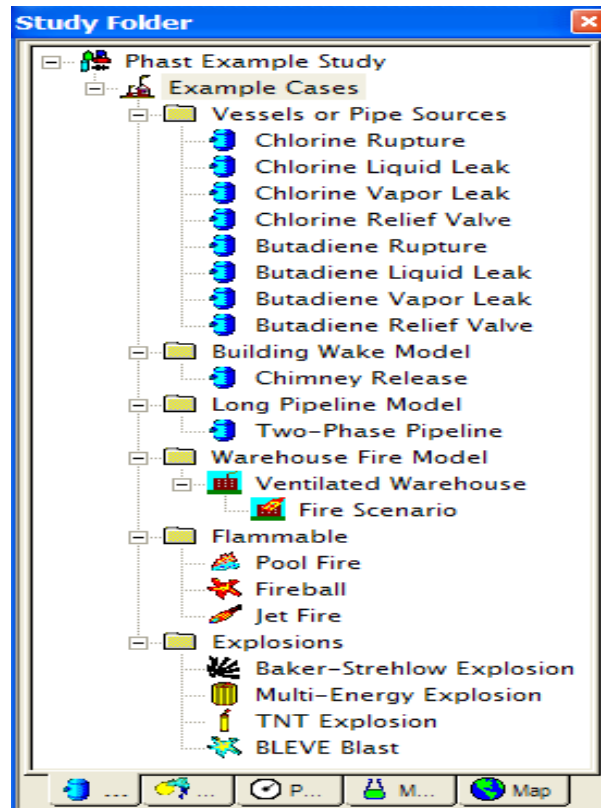 Study Folder
Phast Example Study
Example Cases
Vessels or Pipe Sources
Chlorine Rupture
Chlorine Liquid Leak
Chlorine Vapor Leak
Chlorine Relief Valve
Butadiene Rupture
Butadiene Liquid Leak
Butadiene Vapor Leak
Butadiene Relief Valve
Building Wake Model
Chimney Release
Long Pipeline Model
Two-Phase Pipeline
Warehouse Fire Model
Ventilated Warehouse
Fire Scenario
Flammable
Pool Fire
Fireball
Jet Fire
Explosions
Baker-Strehlow Explosion
Multi-Energy Explosion
TNT Explosion
BLEVE Blast
... ... P... M... Map